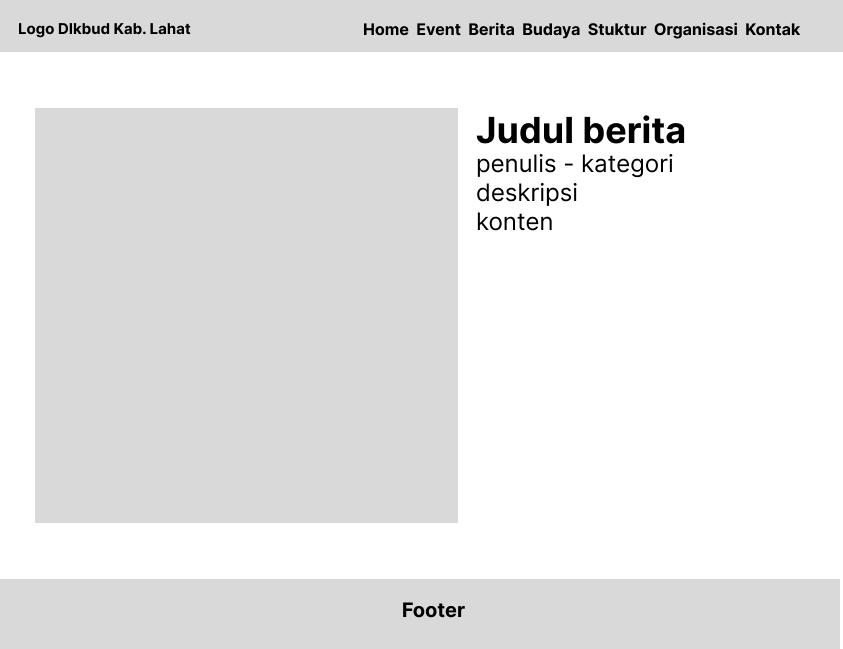 Logo DIkbud Kab. Lahat
Home Event Berita Budaya Stuktur Organisasi Kontak
Judul berita
penulis - kategori
deskripsi
konten
Footer